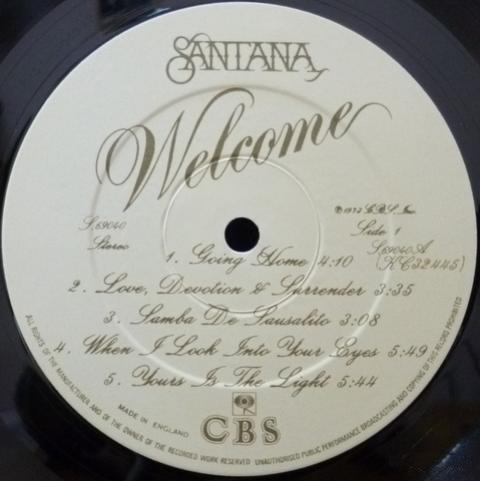 SANTANA
Welcome
S 69040
Stereo
℗ 1973 CBS Inc.
Side 1
S 69040 A
(KC 32445)
1. Going Home 4:10
2. Love, Devotion & Surrender 3:35
3. Samba De Sausalito 3:08
4. When I Look Into Your Eyes 5:49
5. Yours Is The Light 5:44
MADE IN ENGLAND
CBS
ALL RIGHTS OF THE MANUFACTURER AND OF THE OWNER OF THE RECORDED WORK RESERVED UNAUTHORISED PUBLIC PERFORMANCE BROADCASTING AND COPYING OF THIS RECORD PROHIBITED